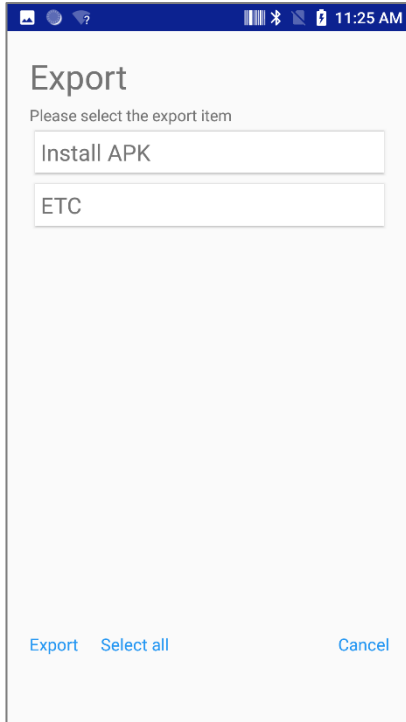 11:25 AM
Export
Please select the export item
Install APK
ETC
Export Select all Cancel